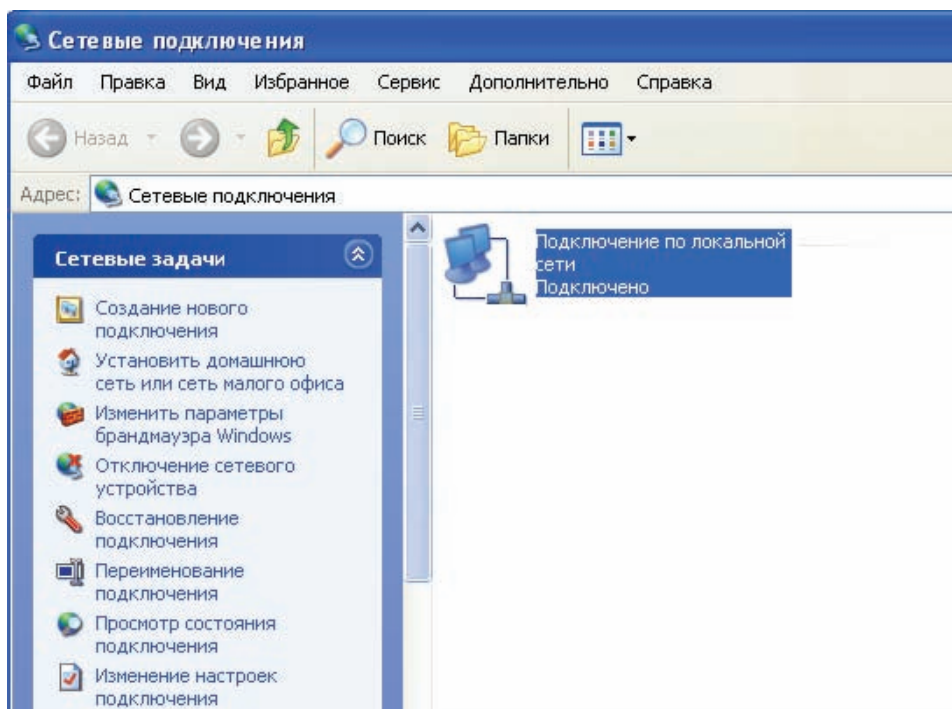 Сетевые подключения
Файл Правка Вид Избранное Сервис Дополнительно Справка
Назад Поиск Папки
Адрес: Сетевые подключения
Сетевые задачи
Создание нового
подключения
Установить домашнюю
сеть или сеть малого офиса
Изменить параметры
брандмауэра Windows
Отключение сетевого
устройства
Восстановление
подключения
Переименование
подключения
Просмотр состояния
подключения
Изменение настроек
подключения
Подключение по локальной
сети
Подключено